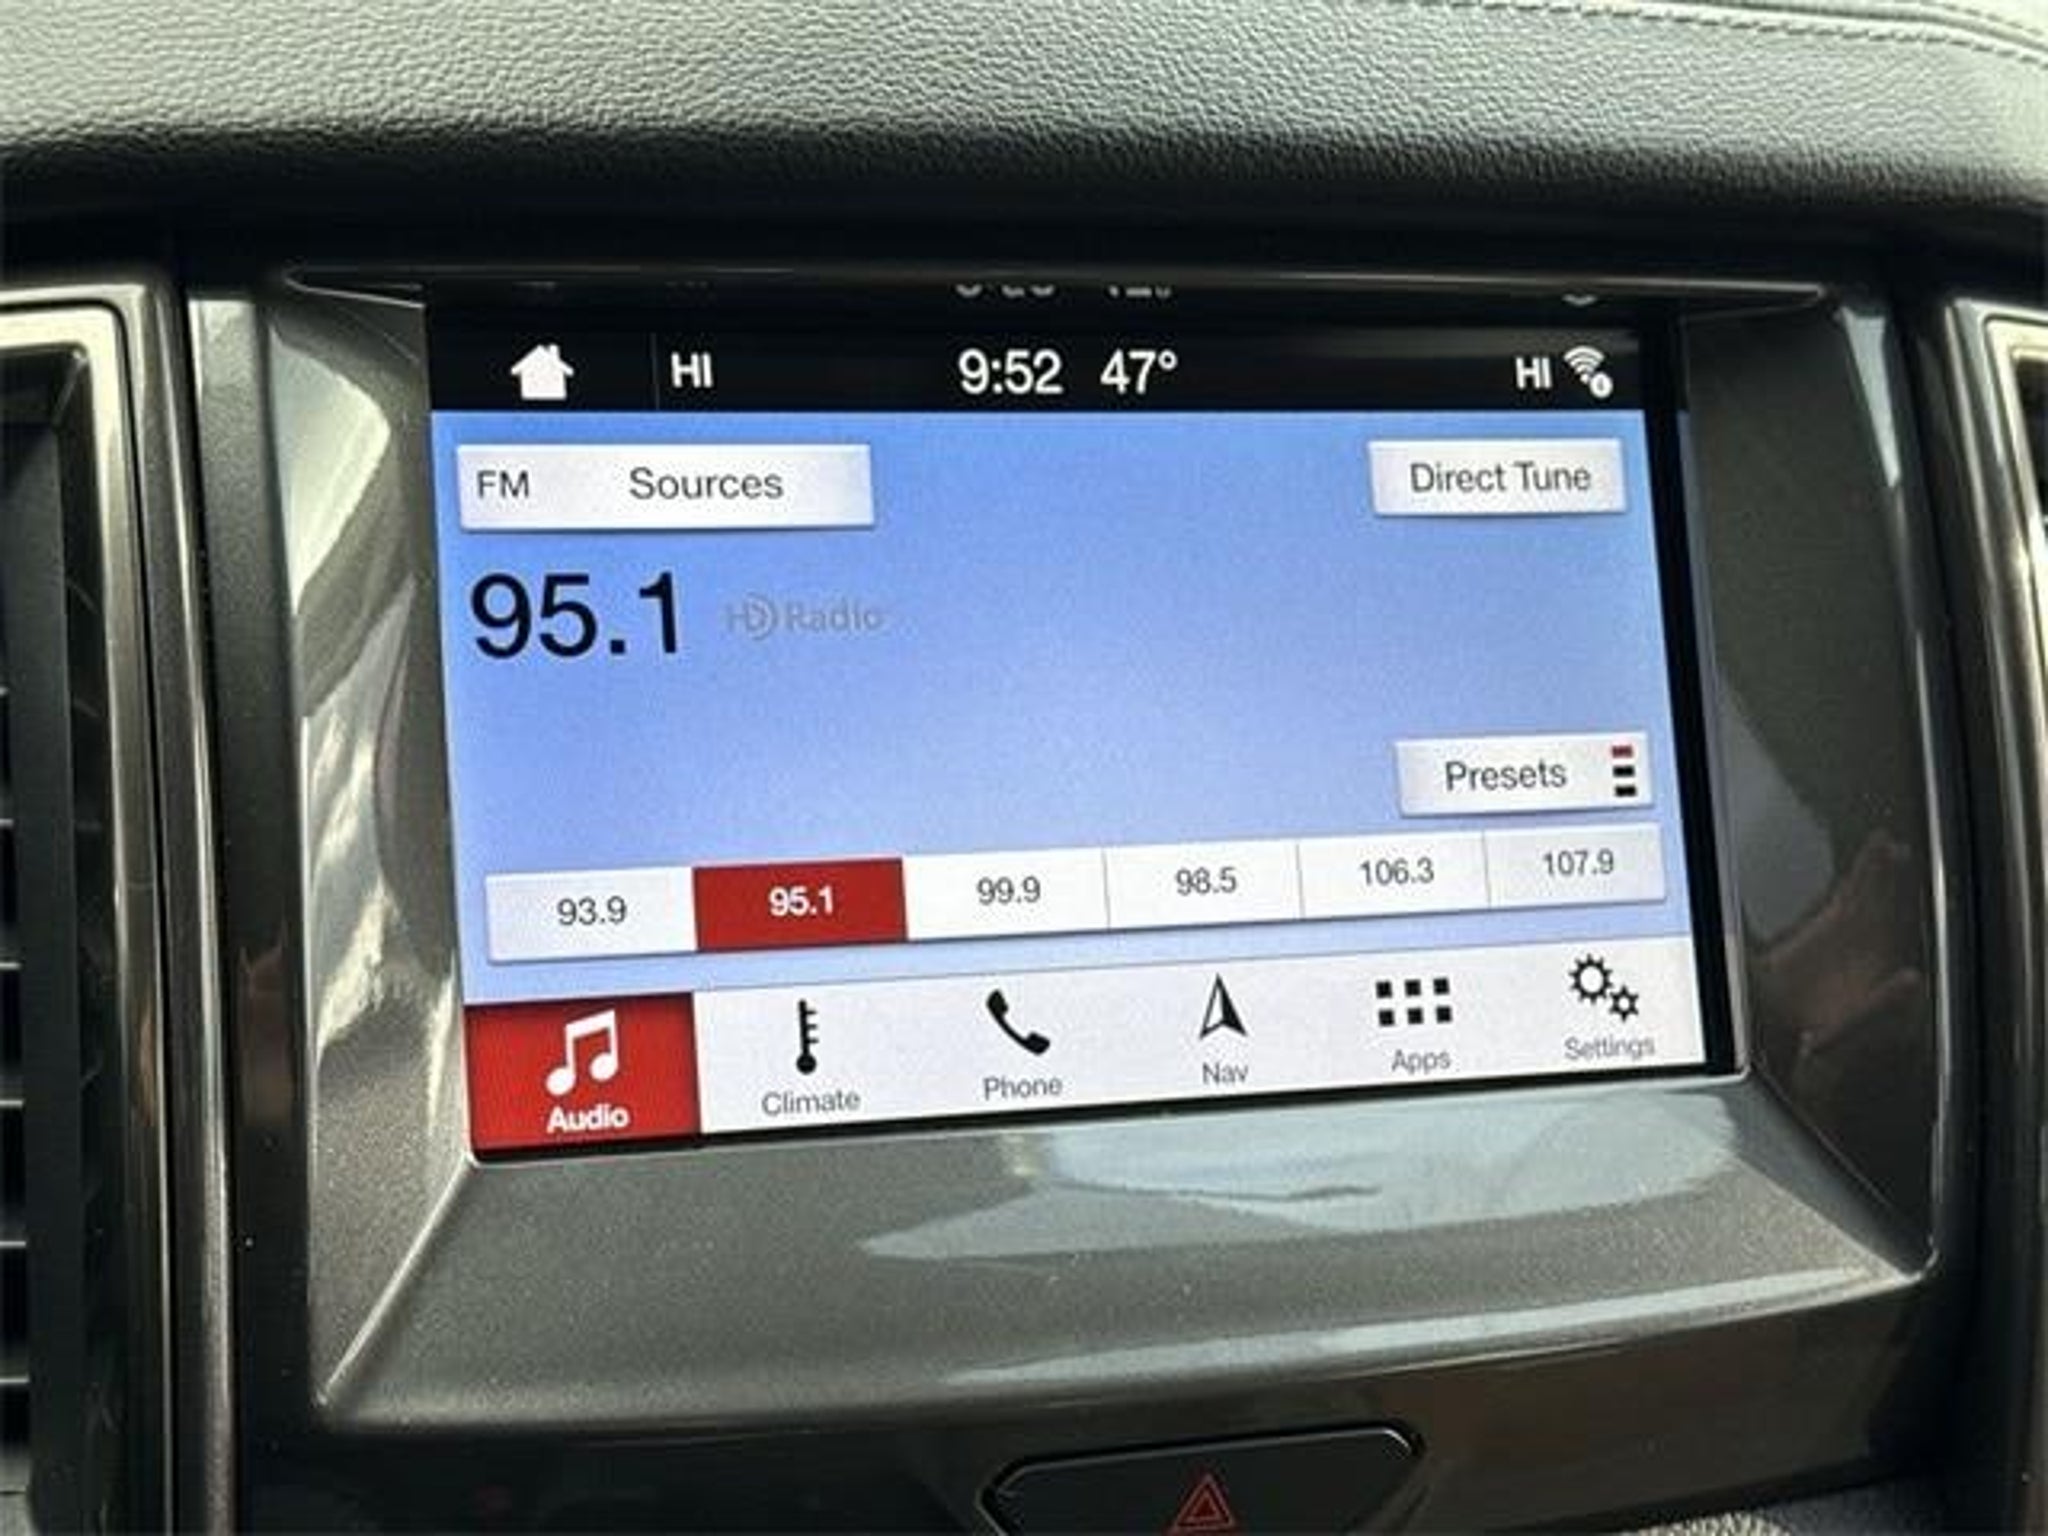 HI 9:52 47° HI
FM Sources Direct Tune
95.1 HD Radio
Presets
93.9 95.1 99.9 98.5 106.3 107.9
Audio Climate Phone Nav Apps Settings